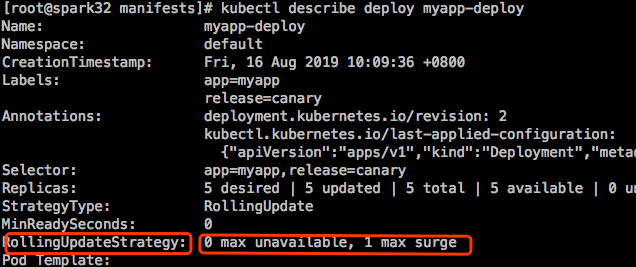 [root@spark32 manifests]# kubectl describe deploy myapp-deploy
Name: myapp-deploy
Namespace: default
CreationTimestamp: Fri, 16 Aug 2019 10:09:36 +0800
Labels: app=myapp
release=canary
Annotations: deployment.kubernetes.io/revision: 2
kubectl.kubernetes.io/last-applied-configuration:
{"apiVersion":"apps/v1","kind":"Deployment","metad
Selector: app=myapp,release=canary
Replicas: 5 desired | 5 updated | 5 total | 5 available | 0 un
StrategyType: RollingUpdate
MinReadySeconds: 0
RollingUpdateStrategy: 0 max unavailable, 1 max surge
Pod Template: